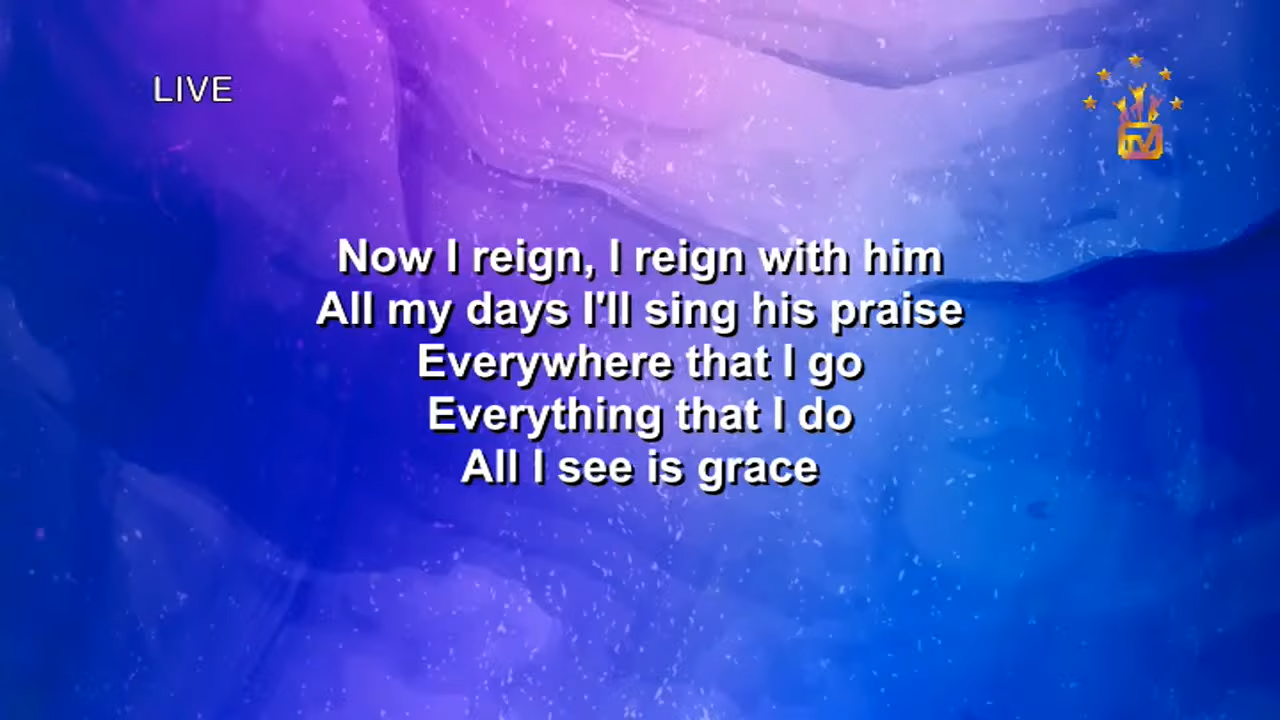 LIVE
TV
Now I reign, I reign with him
All my days I'll sing his praise
Everywhere that I go
Everything that I do
All I see is grace